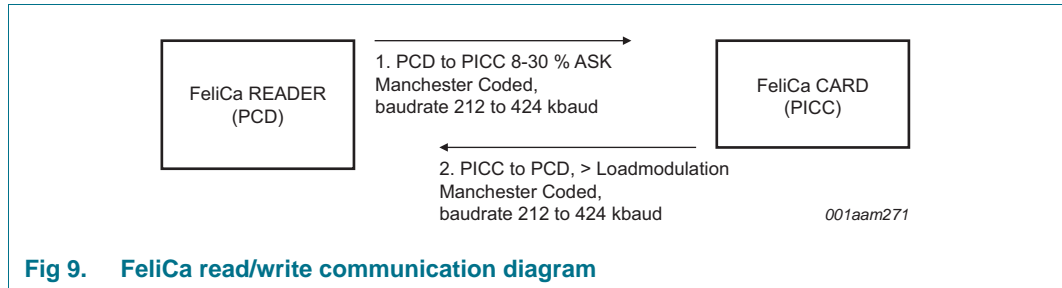 FeliCa READER
(PCD)
1. PCD to PICC 8-30 % ASK
Manchester Coded,
baudrate 212 to 424 kbaud
FeliCa CARD
(PICC)
2. PICC to PCD, > Loadmodulation
Manchester Coded,
baudrate 212 to 424 kbaud
001aam271
Fig 9. FeliCa read/write communication diagram